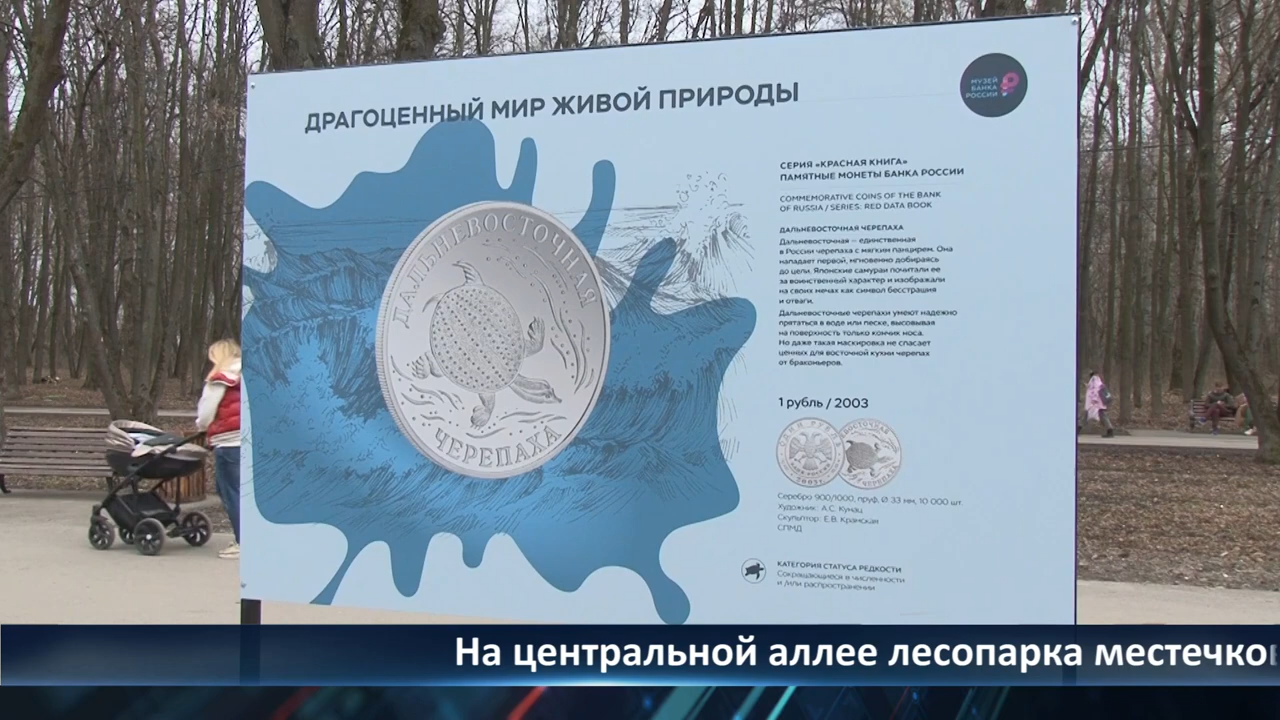 ДРАГОЦЕННЫЙ МИР ЖИВОЙ ПРИРОДЫ
МУЗЕЙ
БАНКА
РОССИИ
СЕРИЯ «КРАСНАЯ КНИГА»
ПАМЯТНЫЕ МОНЕТЫ БАНКА РОССИИ
COMMEMORATIVE COINS OF THE BANK
OF RUSSIA / SERIES: RED DATA BOOK
ДАЛЬНЕВОСТОЧНАЯ ЧЕРЕПАХА
Дальневосточная – единственная
в России черепаха с мягким панцирем. Она
нападает первой, мгновенно добираясь
до цели. Японские самураи почитали ее
за воинственный характер и изображали
на своих мечах как символ бесстрашия
и отваги.
Дальневосточные черепахи умеют надежно
прятаться в воде или песке, высовывая
на поверхность только кончик носа.
Но даже такая маскировка не спасает
ценных для восточной кухни черепах
от браконьеров.
ДАЛЬНЕВОСТОЧНАЯ
ЧЕРЕПАХА
1 рубль / 2003
Серебро 900/1000, пруф, Ø 33 мм, 10 000 шт.
Художник: А.С. Кунац
Скульптор: Е.В. Крамская
СПМД
КАТЕГОРИЯ СТАТУСА РЕДКОСТИ
Сокращающиеся в численности
и /или распространении
На центральной аллее лесопарка местечко